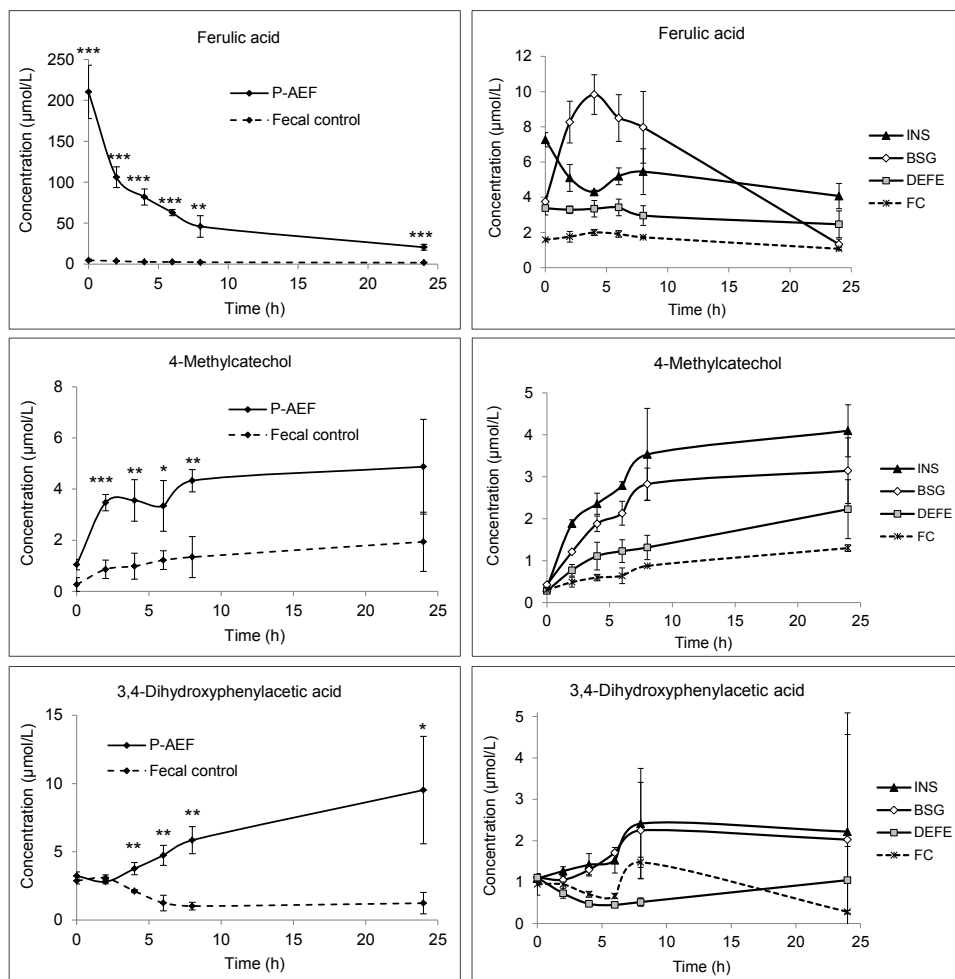 Ferulic acid
Concentration (µmol/L)
250
200
150
100
50
0
***
***
***
***
**
***
P-AEF
Fecal control
0 5 10 15 20 25
Time (h)
Ferulic acid
Concentration (µmol/L)
12
10
8
6
4
2
0
INS
BSG
DEFE
FC
0 5 10 15 20 25
Time (h)
4-Methylcatechol
Concentration (µmol/L)
8
6
4
2
0
P-AEF
Fecal control
***
**
*
**
0 5 10 15 20 25
Time (h)
4-Methylcatechol
Concentration (µmol/L)
5
4
3
2
1
0
INS
BSG
DEFE
FC
0 5 10 15 20 25
Time (h)
3,4-Dihydroxyphenylacetic acid
Concentration (µmol/L)
15
10
5
0
P-AEF
Fecal control
**
**
**
*
0 5 10 15 20 25
Time (h)
3,4-Dihydroxyphenylacetic acid
Concentration (µmol/L)
5
4
3
2
1
0
INS
BSG
DEFE
FC
0 5 10 15 20 25
Time (h)